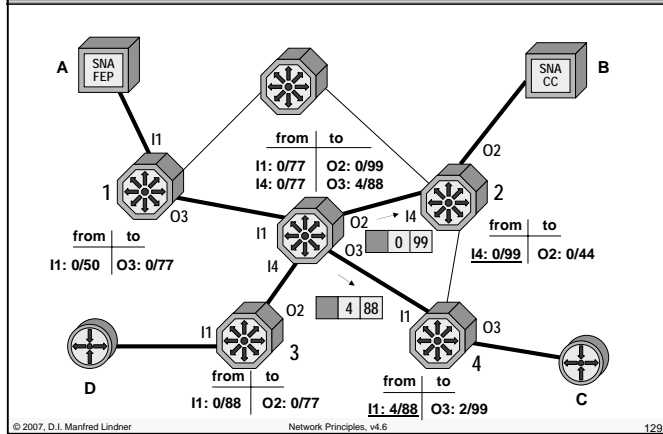 A
SNA
FEP
SNA
CC
B
I1
from to
I1: 0/77 O2: 0/99
I4: 0/77 O3: 4/88
O2
1
O3
2
I1
O2
I4
0 99
from to
I1: 0/50 O3: 0/77
O3
I4
from to
I4: 0/99 O2: 0/44
4 88
O2
I1
3
I1
O3
4
D
C
from to
I1: 0/88 O2: 0/77
from to
I1: 4/88 O3: 2/99
© 2007, D.I. Manfred Lindner
Network Principles, v4.6
129